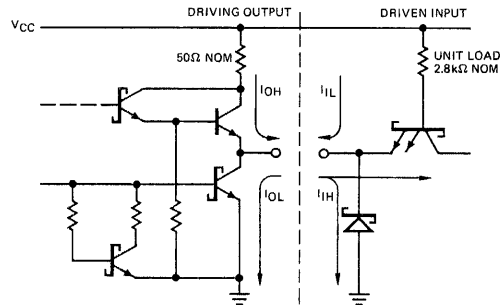 DRIVING OUTPUT
DRIVEN INPUT
VCC
50Ω NOM
UNIT LOAD
2.8kΩ NOM
IOH
IIL
IOL
IIH